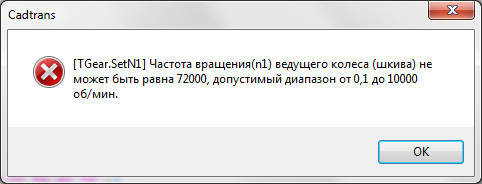 Cadtrans
[TGear.SetN1] Частота вращения(n1) ведущего колеса (шкива) не
может быть равна 72000, допустимый диапазон от 0,1 до 10000
об/мин.
OK